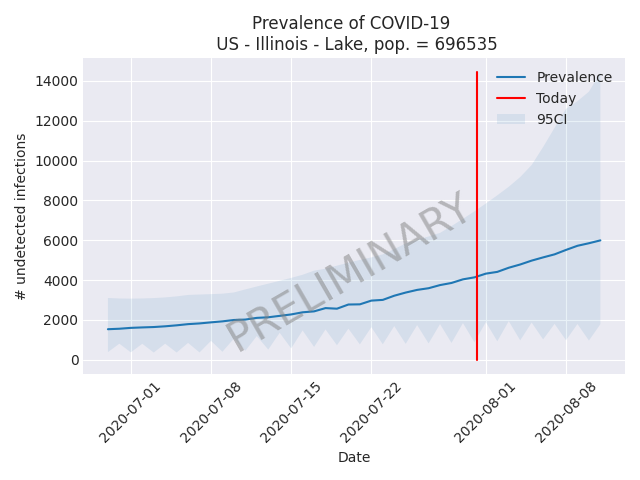 Prevalence of COVID-19
US - Illinois - Lake, pop. = 696535
# undetected infections
14000
12000
10000
8000
6000
4000
2000
0
Prevalence
Today
95CI
PRELIMINARY
2020-07-01
2020-07-08
2020-07-15
2020-07-22
2020-08-01
2020-08-08
Date